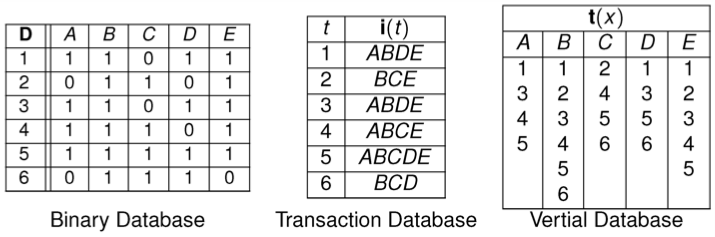 D A B C D E
1 1 1 0 1 1
2 0 1 1 0 1
3 1 1 0 1 1
4 1 1 1 0 1
5 1 1 1 1 1
6 0 1 1 1 0
Binary Database
t i(t)
1 ABDE
2 BCE
3 ABDE
4 ABCE
5 ABCDE
6 BCD
Transaction Database
t(x)
A B C D E
1 1 2 1 1
3 2 4 3 2
4 3 5 5 3
5 4 6 6 4
5 5
6
Vertial Database